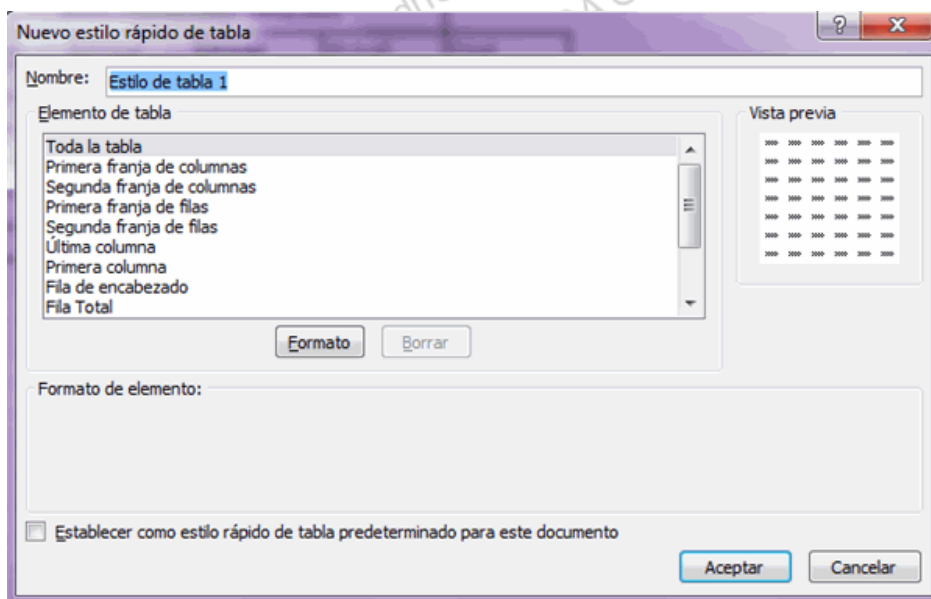 Nuevo estilo rápido de tabla
Nombre: Estilo de tabla 1
Elemento de tabla
Toda la tabla
Primera franja de columnas
Segunda franja de columnas
Primera franja de filas
Segunda franja de filas
Última columna
Primera columna
Fila de encabezado
Fila Total
Formato
Borrar
Vista previa
Formato de elemento:
Establecer como estilo rápido de tabla predeterminado para este documento
Aceptar
Cancelar